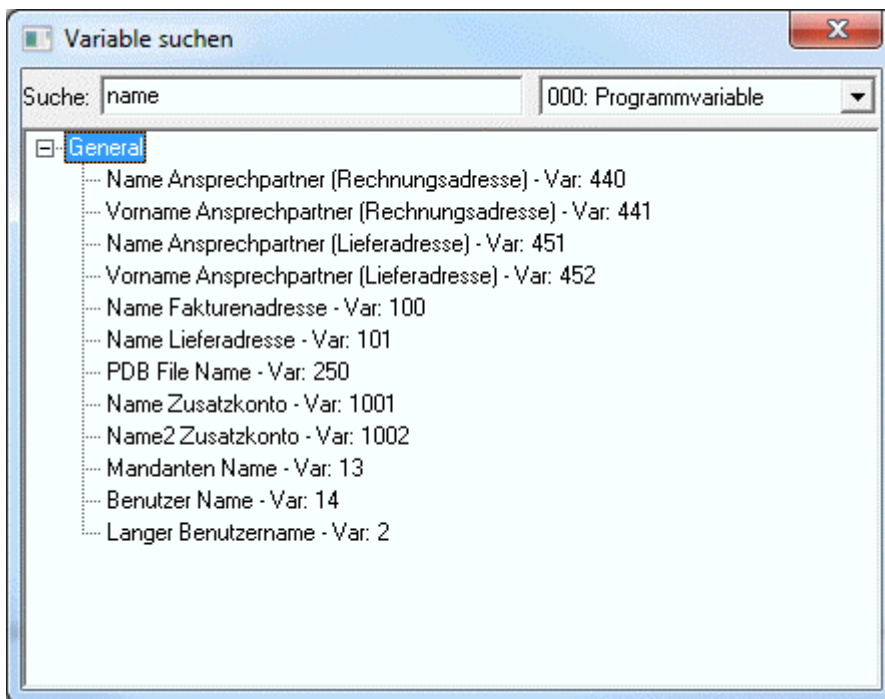 Variable suchen
Suche: name 000: Programmvariable
General
Name Ansprechpartner (Rechnungsadresse) - Var: 440
Vorname Ansprechpartner (Rechnungsadresse) - Var: 441
Name Ansprechpartner (Lieferadresse) - Var: 451
Vorname Ansprechpartner (Lieferadresse) - Var: 452
Name Fakturenadresse - Var: 100
Name Lieferadresse - Var: 101
PDB File Name - Var: 250
Name Zusatzkonto - Var: 1001
Name2 Zusatzkonto - Var: 1002
Mandanten Name - Var: 13
Benutzer Name - Var: 14
Langer Benutzername - Var: 2